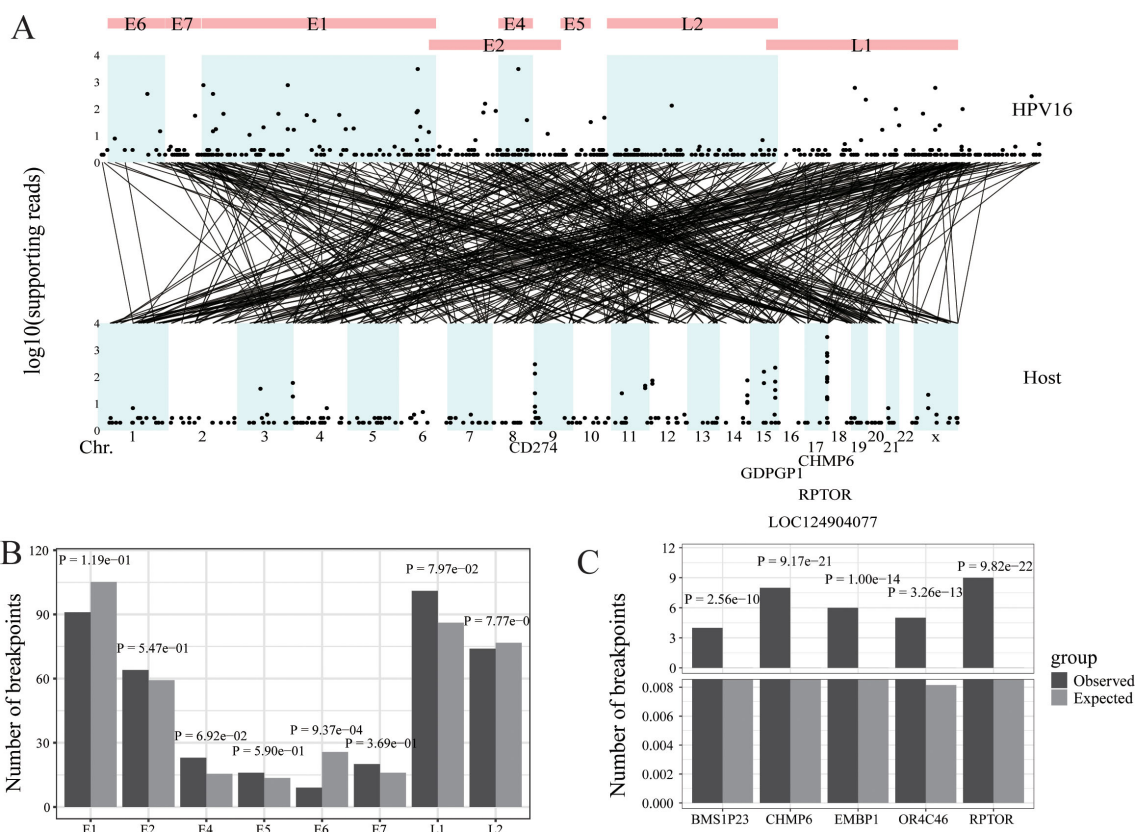 A
E6 E7 E1 E4 E5 L2
E2 L1
4
3
2
1
0
HPV16
log10(supporting reads)
4
3
2
1
0
Host
Chr.
1 2 3 4 5 6 7 8 9 10 11 12 13 14 15 16 17 18 19 20 21 22 x
CD274
CHMP6
GDPGP1
RPTOR
LOC124904077
B
Number of breakpoints
120
90
60
30
0
P = 1.19e−01
P = 5.47e−01
P = 6.92e−02
P = 5.90e−01
P = 9.37e−04
P = 3.69e−01
P = 7.97e−02
P = 7.77e−0
E1 E2 E4 E5 E6 E7 L1 L2
C
Number of breakpoints
12
9
6
3
0
0.008
0.006
0.004
0.002
0.000
P = 2.56e−10
P = 9.17e−21
P = 1.00e−14
P = 3.26e−13
P = 9.82e−22
BMS1P23 CHMP6 EMBP1 OR4C46 RPTOR
group
Observed
Expected